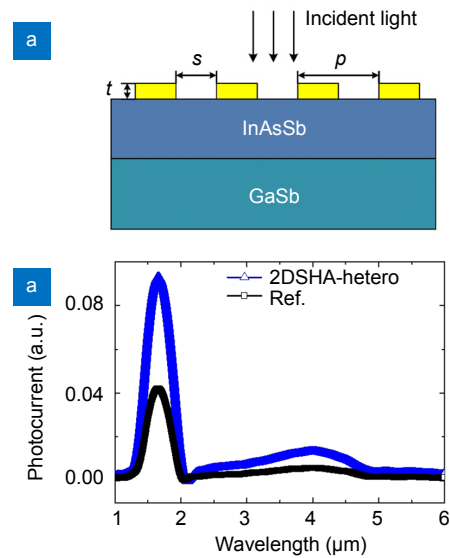 a
Incident light
s
p
t
InAsSb
GaSb
a
2DSHA-hetero
Ref.
0.08
0.04
0.00
Photocurrent (a.u.)
1 2 3 4 5 6
Wavelength (µm)